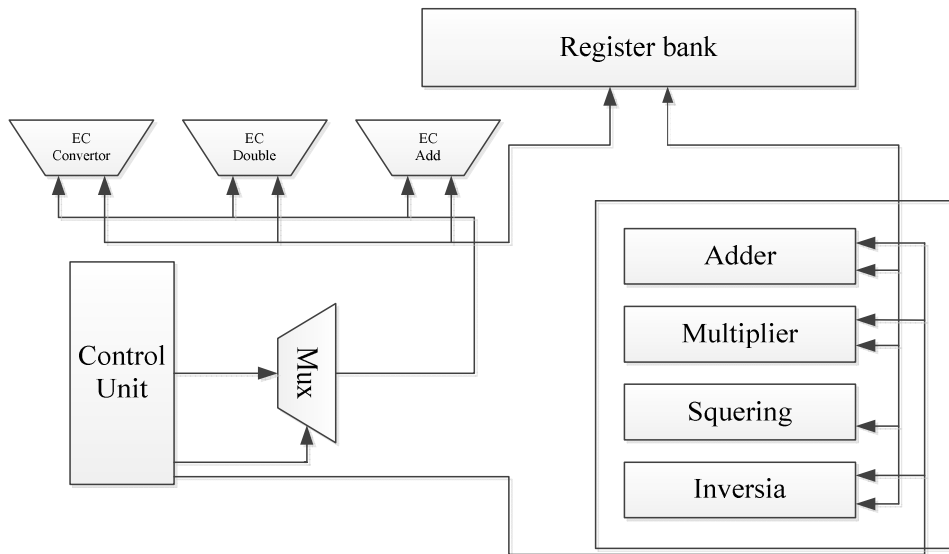 Register bank
EC
Convertor
EC
Double
EC
Add
Adder
Multiplier
Squering
Inversia
Control
Unit
Mux